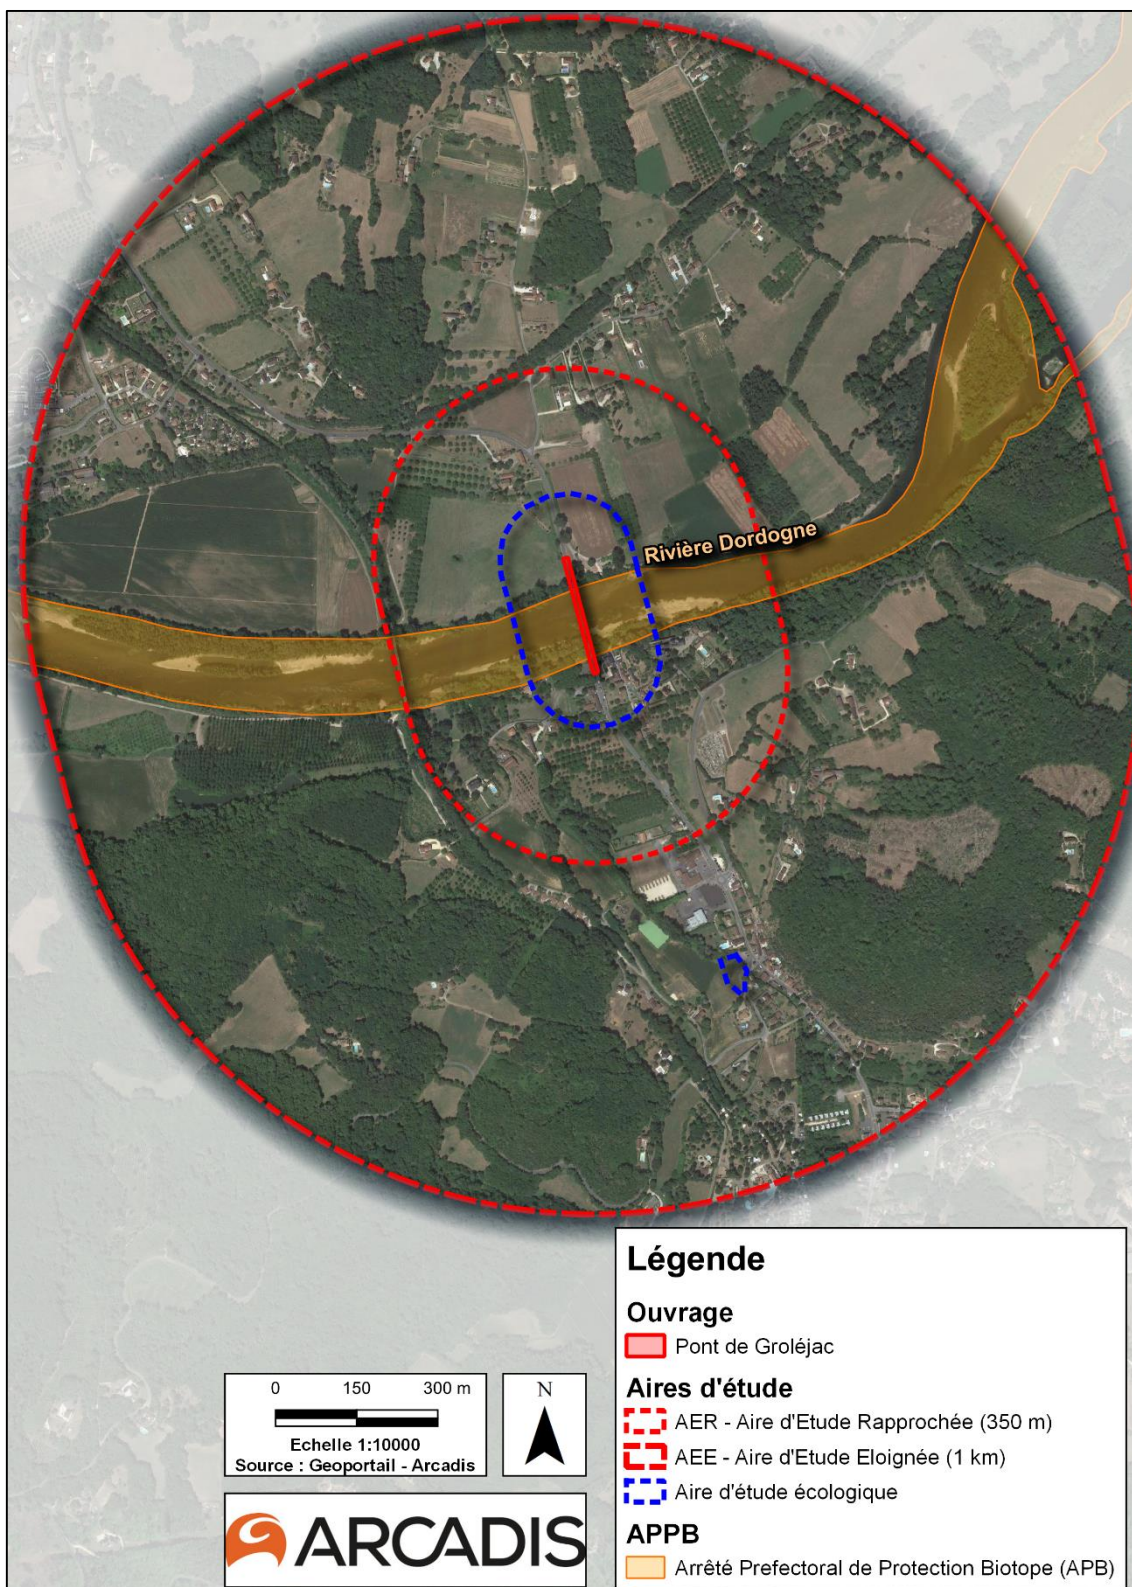 Rivière Dordogne
Légende
Ouvrage
Pont de Groléjac
Aires d'étude
AER - Aire d'Etude Rapprochée (350 m)
AEE - Aire d'Etude Eloignée (1 km)
Aire d'étude écologique
APPB
Arrêté Prefectoral de Protection Biotope (APB)
0 150 300 m
Echelle 1:10000
Source : Geoportail - Arcadis
N
ARCADIS